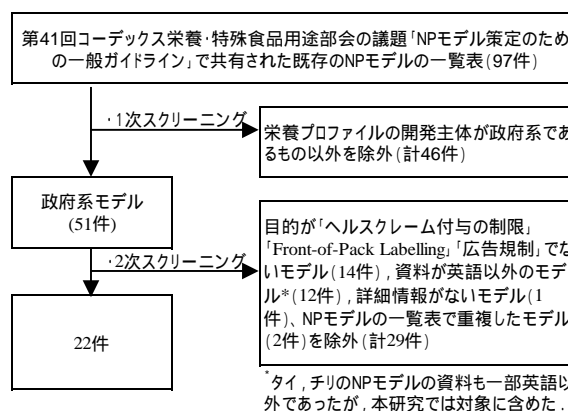 第41回コーデックス栄養･特殊食品用途部会の議題｢NPモデル策定のため
の一般ガイドライン｣で共有された既存のNPモデルの一覧表(97件)
･1次スクリーニング
栄養プロファイルの開発主体が政府系であ
るもの以外を除外(計46件)
政府系モデル
(51件)
･2次スクリーニング
目的が｢ヘルスクレーム付与の制限｣
｢Front-of-Pack Labelling｣｢広告規制｣でな
いモデル(14件),資料が英語以外のモデ
ル*(12件),詳細情報がないモデル(1
件)、NPモデルの一覧表で重複したモデル
(2件)を除外(計29件)
22件
*タイ,チリのNPモデルの資料も一部英語以
外であったが,本研究では対象に含めた.